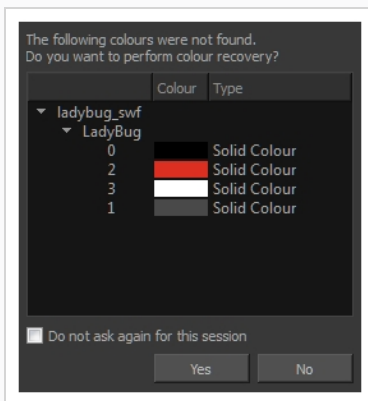 The following colours were not found.
Do you want to perform colour recovery?
Colour Type
ladybug_swf
LadyBug
0 Solid Colour
2 Solid Colour
3 Solid Colour
1 Solid Colour
Do not ask again for this session
Yes No